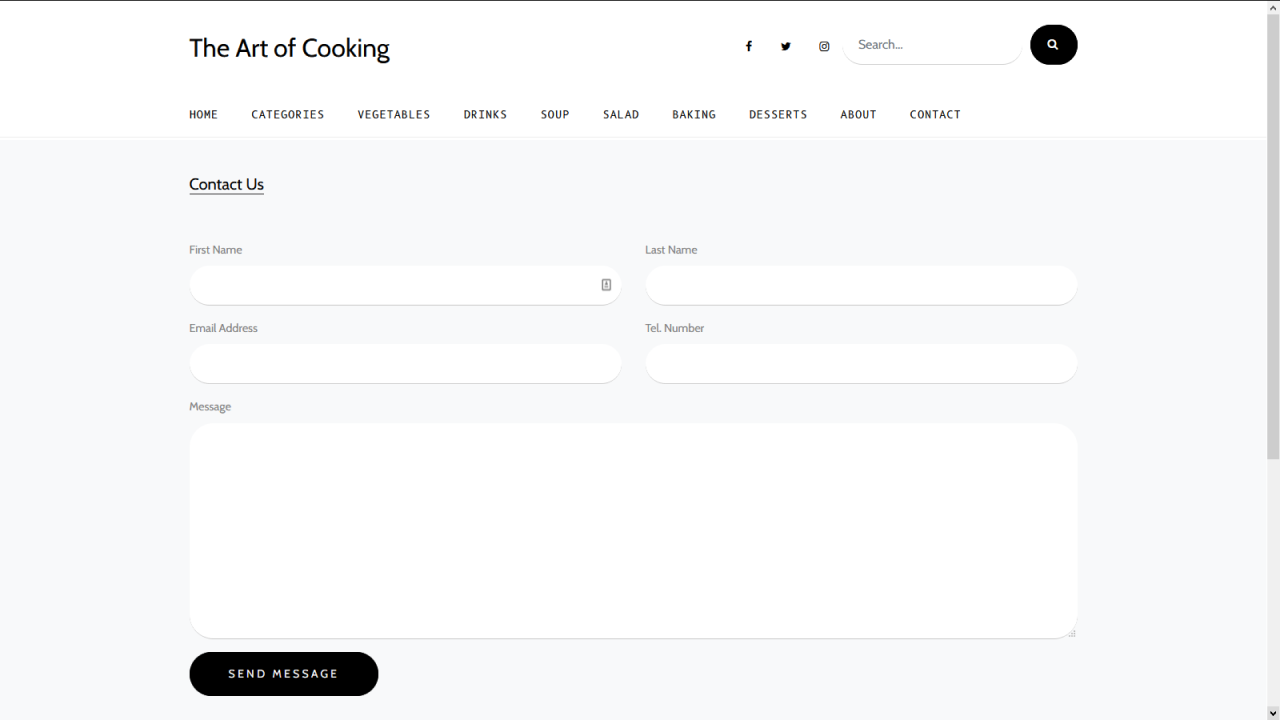 The Art of Cooking
Search...
HOME CATEGORIES VEGETABLES DRINKS SOUP SALAD BAKING DESSERTS ABOUT CONTACT
Contact Us
First Name Last Name
Email Address Tel. Number
Message
SEND MESSAGE